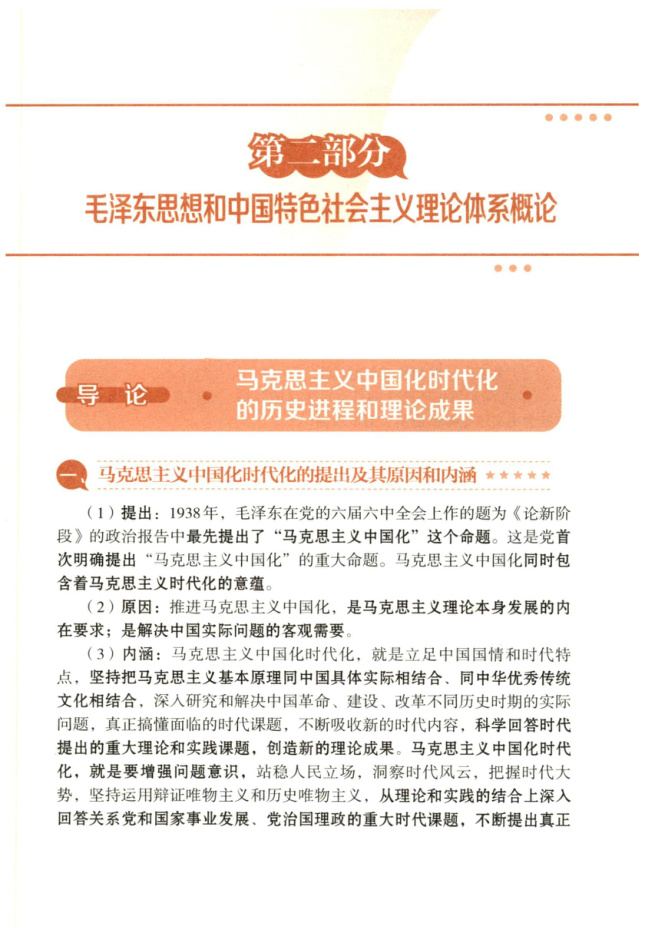 第二部分
毛泽东思想和中国特色社会主义理论体系概论
导 论
马克思主义中国化时代化
的历史进程和理论成果
一、马克思主义中国化时代化的提出及其原因和内涵 ★★★★★
（1）提出：1938年，毛泽东在党的六届六中全会上作的题为《论新阶
段》的政治报告中最先提出了“马克思主义中国化”这个命题。这是党首
次明确提出“马克思主义中国化”的重大命题。马克思主义中国化同时包
含着马克思主义时代化的意蕴。
（2）原因：推进马克思主义中国化，是马克思主义理论本身发展的内
在要求；是解决中国实际问题的客观需要。
（3）内涵：马克思主义中国化时代化，就是立足中国国情和时代特
点，坚持把马克思主义基本原理同中国具体实际相结合、同中华优秀传统
文化相结合，深入研究和解决中国革命、建设、改革不同历史时期的实际
问题，真正搞懂面临的时代课题，不断吸收新的时代内容，科学回答时代
提出的重大理论和实践课题，创造新的理论成果。马克思主义中国化时代
化，就是要增强问题意识，站稳人民立场，洞察时代风云，把握时代大
势，坚持运用辩证唯物主义和历史唯物主义，从理论和实践的结合上深入
回答关系党和国家事业发展、党治国理政的重大时代课题，不断提出真正